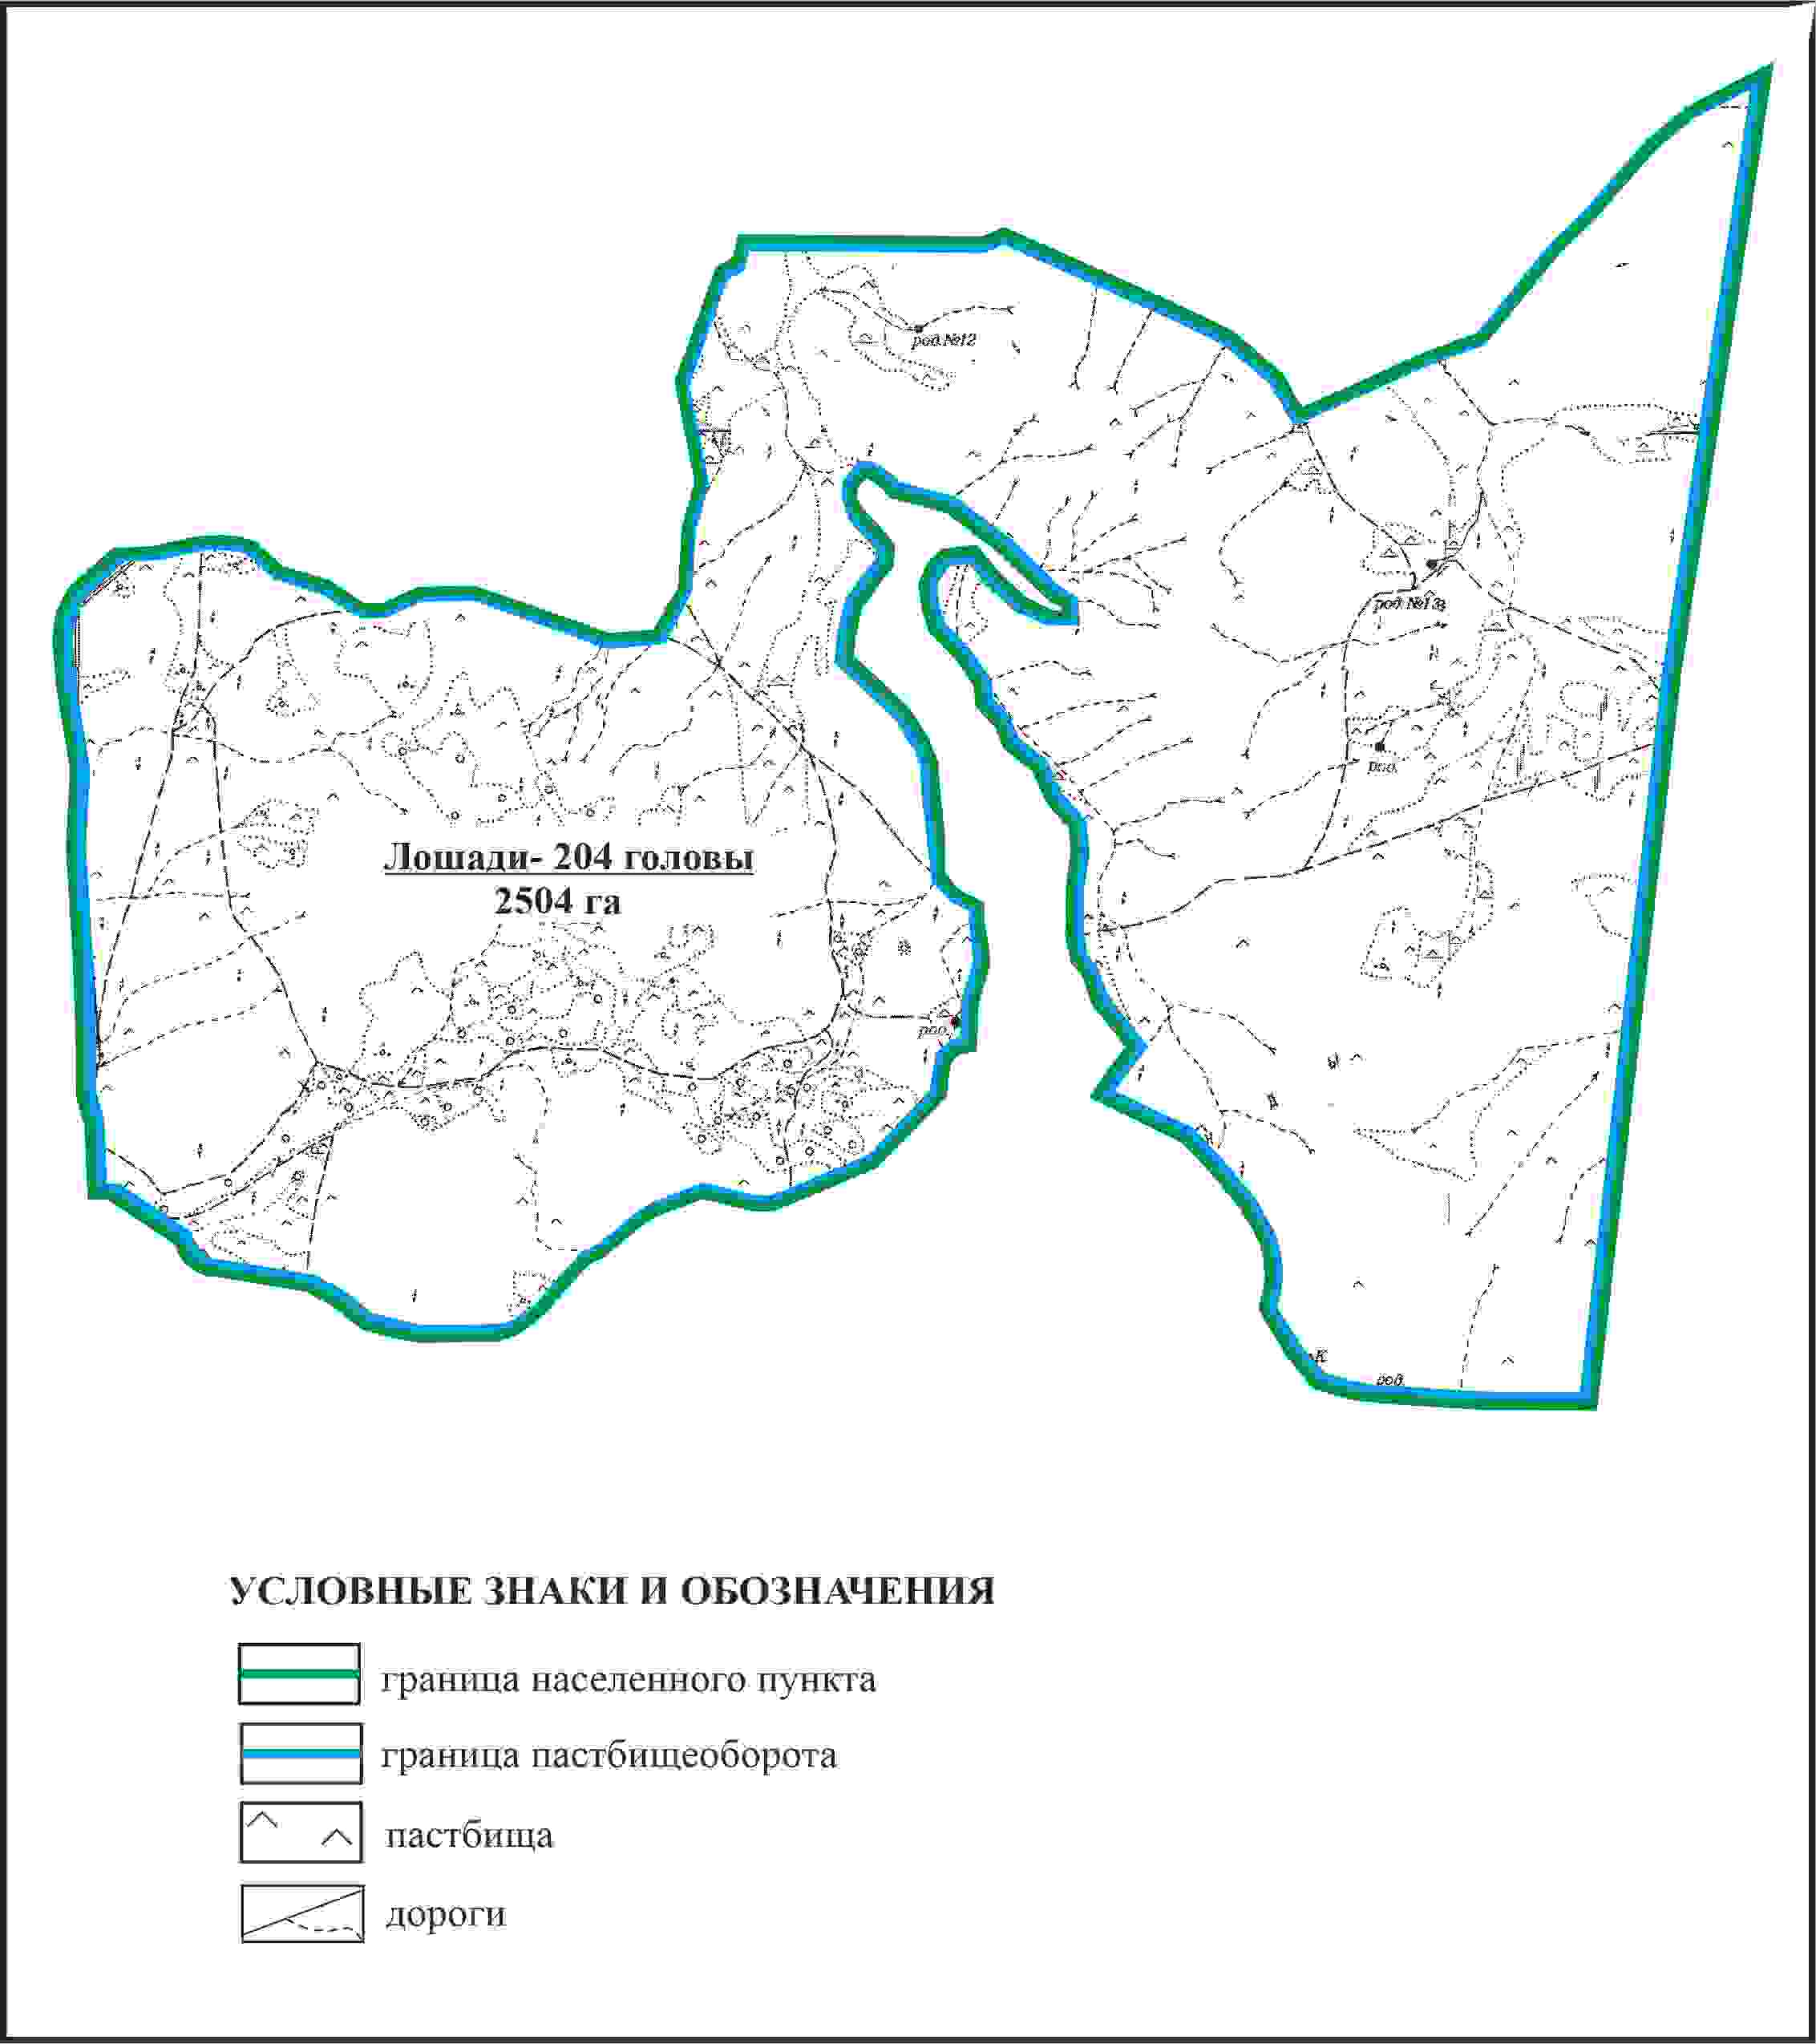 род.№12
род.№13
род.
Лошади- 204 головы
2504 га
род.
К
род.
УСЛОВНЫЕ ЗНАКИ И ОБОЗНАЧЕНИЯ
граница населенного пункта
граница пастбищеоборота
пастбища
дороги